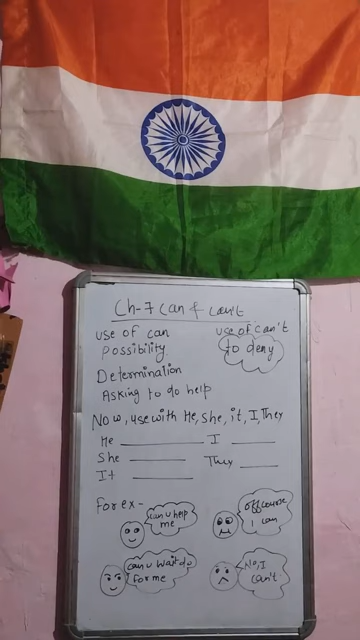 Ch-7 can & can't
use of can
Possibility
Determination
Asking to do help
use of can't
to deny
Now, use with He, She, it, I, They
He
I
She
They
It
For ex-
can u help
me
off course
I can
can u wait
for me
No, I
can't